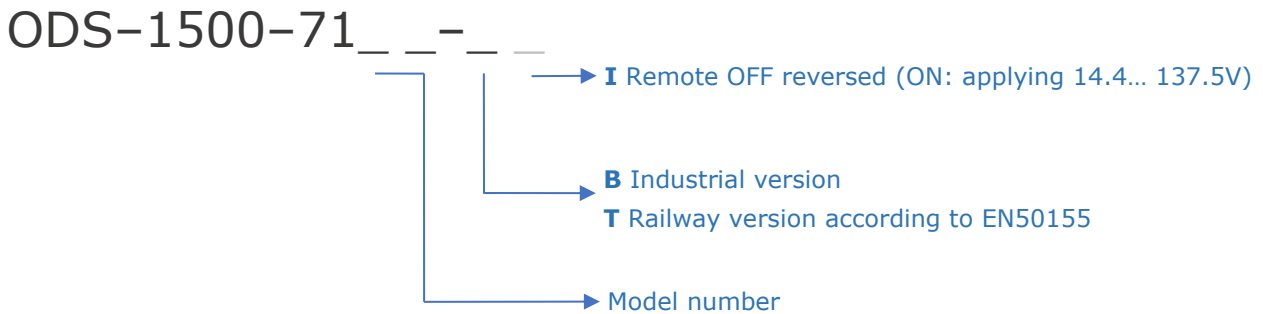 ODS–1500–71_ _–_ _
I Remote OFF reversed (ON: applying 14.4… 137.5V)
B Industrial version
T Railway version according to EN50155
Model number